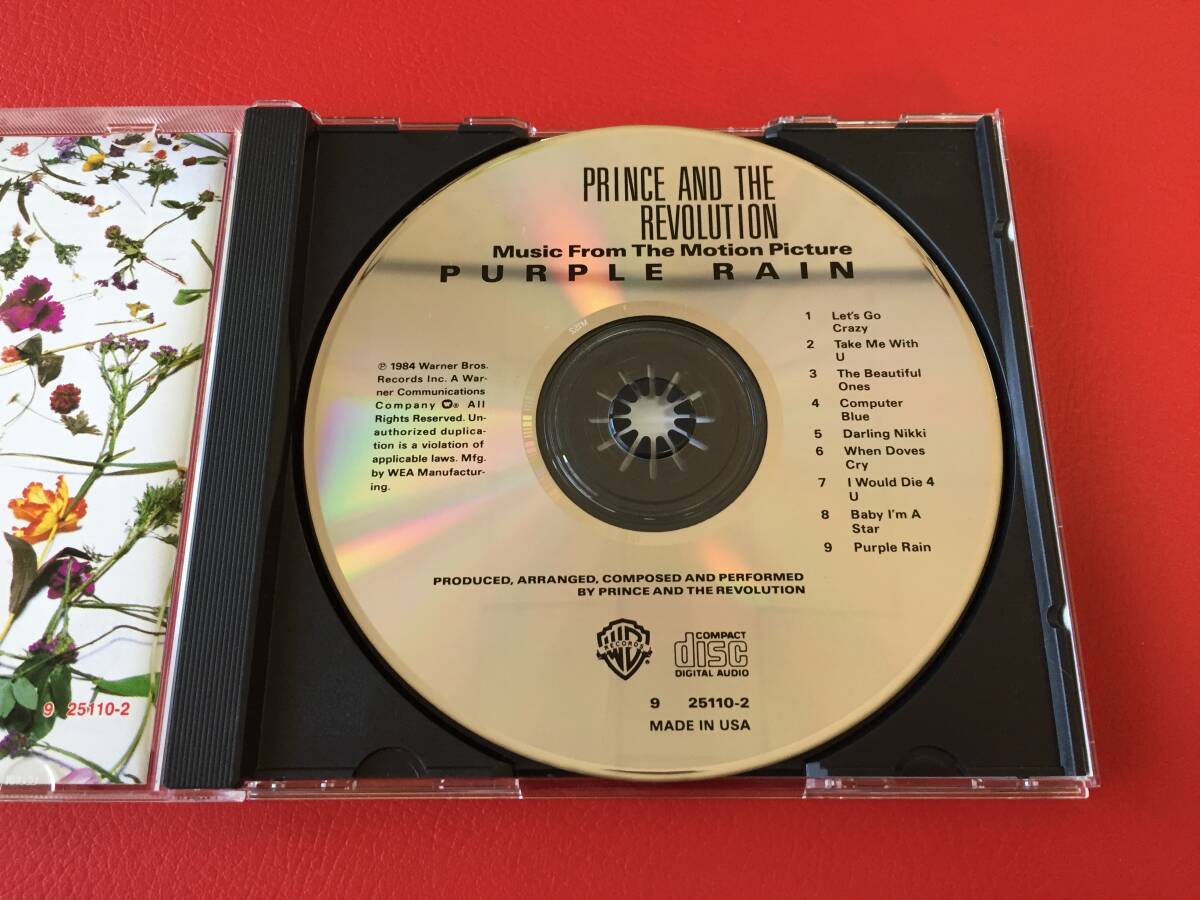 PRINCE AND THE
REVOLUTION
Music From The Motion Picture
PURPLE RAIN
1 Let's Go
Crazy
2 Take Me With
U
3 The Beautiful
Ones
4 Computer
Blue
5 Darling Nikki
6 When Doves
Cry
7 I Would Die 4
U
8 Baby I'm A
Star
9 Purple Rain
℗ 1984 Warner Bros.
Records Inc. A War-
ner Communications
Company ® All
Rights Reserved. Un-
authorized duplica-
tion is a violation of
applicable laws. Mfg.
by WEA Manufactur-
ing.
PRODUCED, ARRANGED, COMPOSED AND PERFORMED
BY PRINCE AND THE REVOLUTION
WB
RECORDS
®
COMPACT
disc
DIGITAL AUDIO
9 25110-2
MADE IN USA
9 25110-2